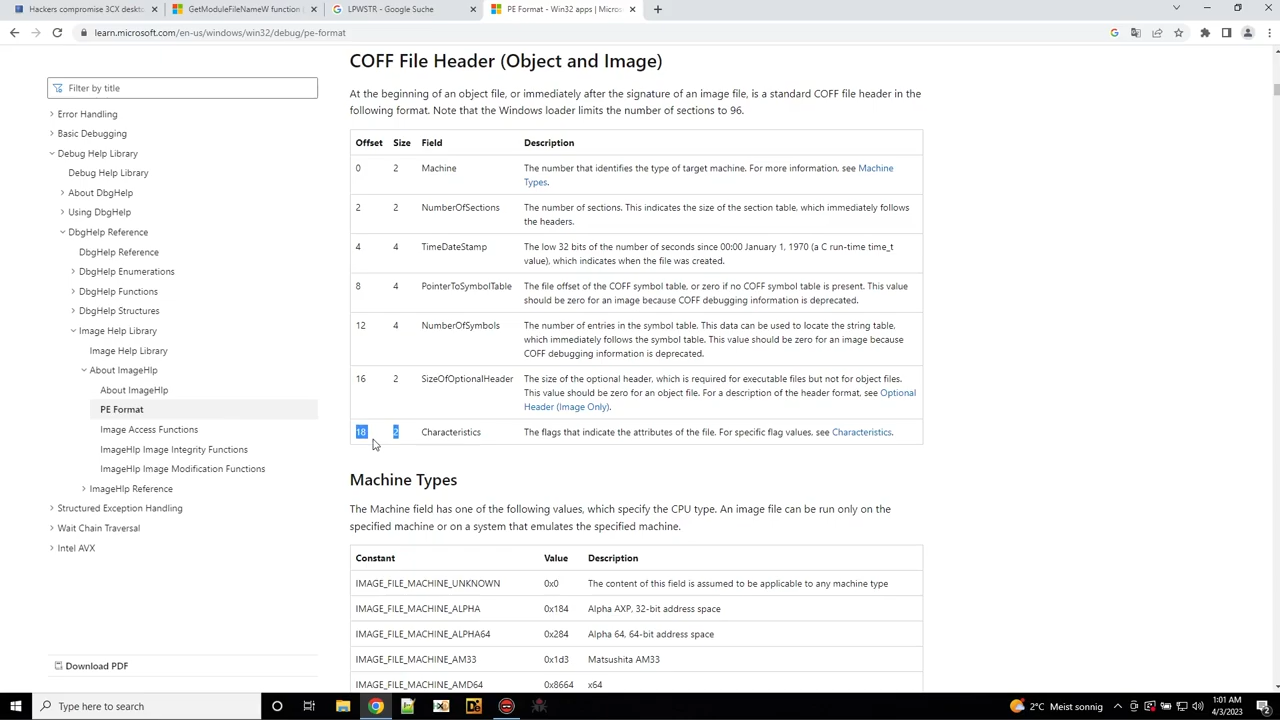 Hackers compromise 3CX deskto
GetModuleFileNameW function (
LPWSTR - Google Suche
PE Format - Win32 apps | Micros
learn.microsoft.com/en-us/windows/win32/debug/pe-format
Filter by title
Error Handling
Basic Debugging
Debug Help Library
Debug Help Library
About DbgHelp
Using DbgHelp
DbgHelp Reference
DbgHelp Reference
DbgHelp Enumerations
DbgHelp Functions
DbgHelp Structures
Image Help Library
Image Help Library
About ImageHlp
About ImageHlp
PE Format
Image Access Functions
ImageHlp Image Integrity Functions
ImageHlp Image Modification Functions
ImageHlp Reference
Structured Exception Handling
Wait Chain Traversal
Intel AVX
Download PDF
COFF File Header (Object and Image)
At the beginning of an object file, or immediately after the signature of an image file, is a standard COFF file header in the
following format. Note that the Windows loader limits the number of sections to 96.
Offset Size Field Description
0 2 Machine The number that identifies the type of target machine. For more information, see Machine
Types.
2 2 NumberOfSections The number of sections. This indicates the size of the section table, which immediately follows
the headers.
4 4 TimeDateStamp The low 32 bits of the number of seconds since 00:00 January 1, 1970 (a C run-time time_t
value), which indicates when the file was created.
8 4 PointerToSymbolTable The file offset of the COFF symbol table, or zero if no COFF symbol table is present. This value
should be zero for an image because COFF debugging information is deprecated.
12 4 NumberOfSymbols The number of entries in the symbol table. This data can be used to locate the string table,
which immediately follows the symbol table. This value should be zero for an image because
COFF debugging information is deprecated.
16 2 SizeOfOptionalHeader The size of the optional header, which is required for executable files but not for object files.
This value should be zero for an object file. For a description of the header format, see Optional
Header (Image Only).
18 2 Characteristics The flags that indicate the attributes of the file. For specific flag values, see Characteristics.
Machine Types
The Machine field has one of the following values, which specify the CPU type. An image file can be run only on the
specified machine or on a system that emulates the specified machine.
Constant Value Description
IMAGE_FILE_MACHINE_UNKNOWN 0x0 The content of this field is assumed to be applicable to any machine type
IMAGE_FILE_MACHINE_ALPHA 0x184 Alpha AXP, 32-bit address space
IMAGE_FILE_MACHINE_ALPHA64 0x284 Alpha 64, 64-bit address space
IMAGE_FILE_MACHINE_AM33 0x1d3 Matsushita AM33
IMAGE_FILE_MACHINE_AMD64 0x8664 x64
Type here to search
2°C Meist sonnig
1:01 AM
4/3/2023